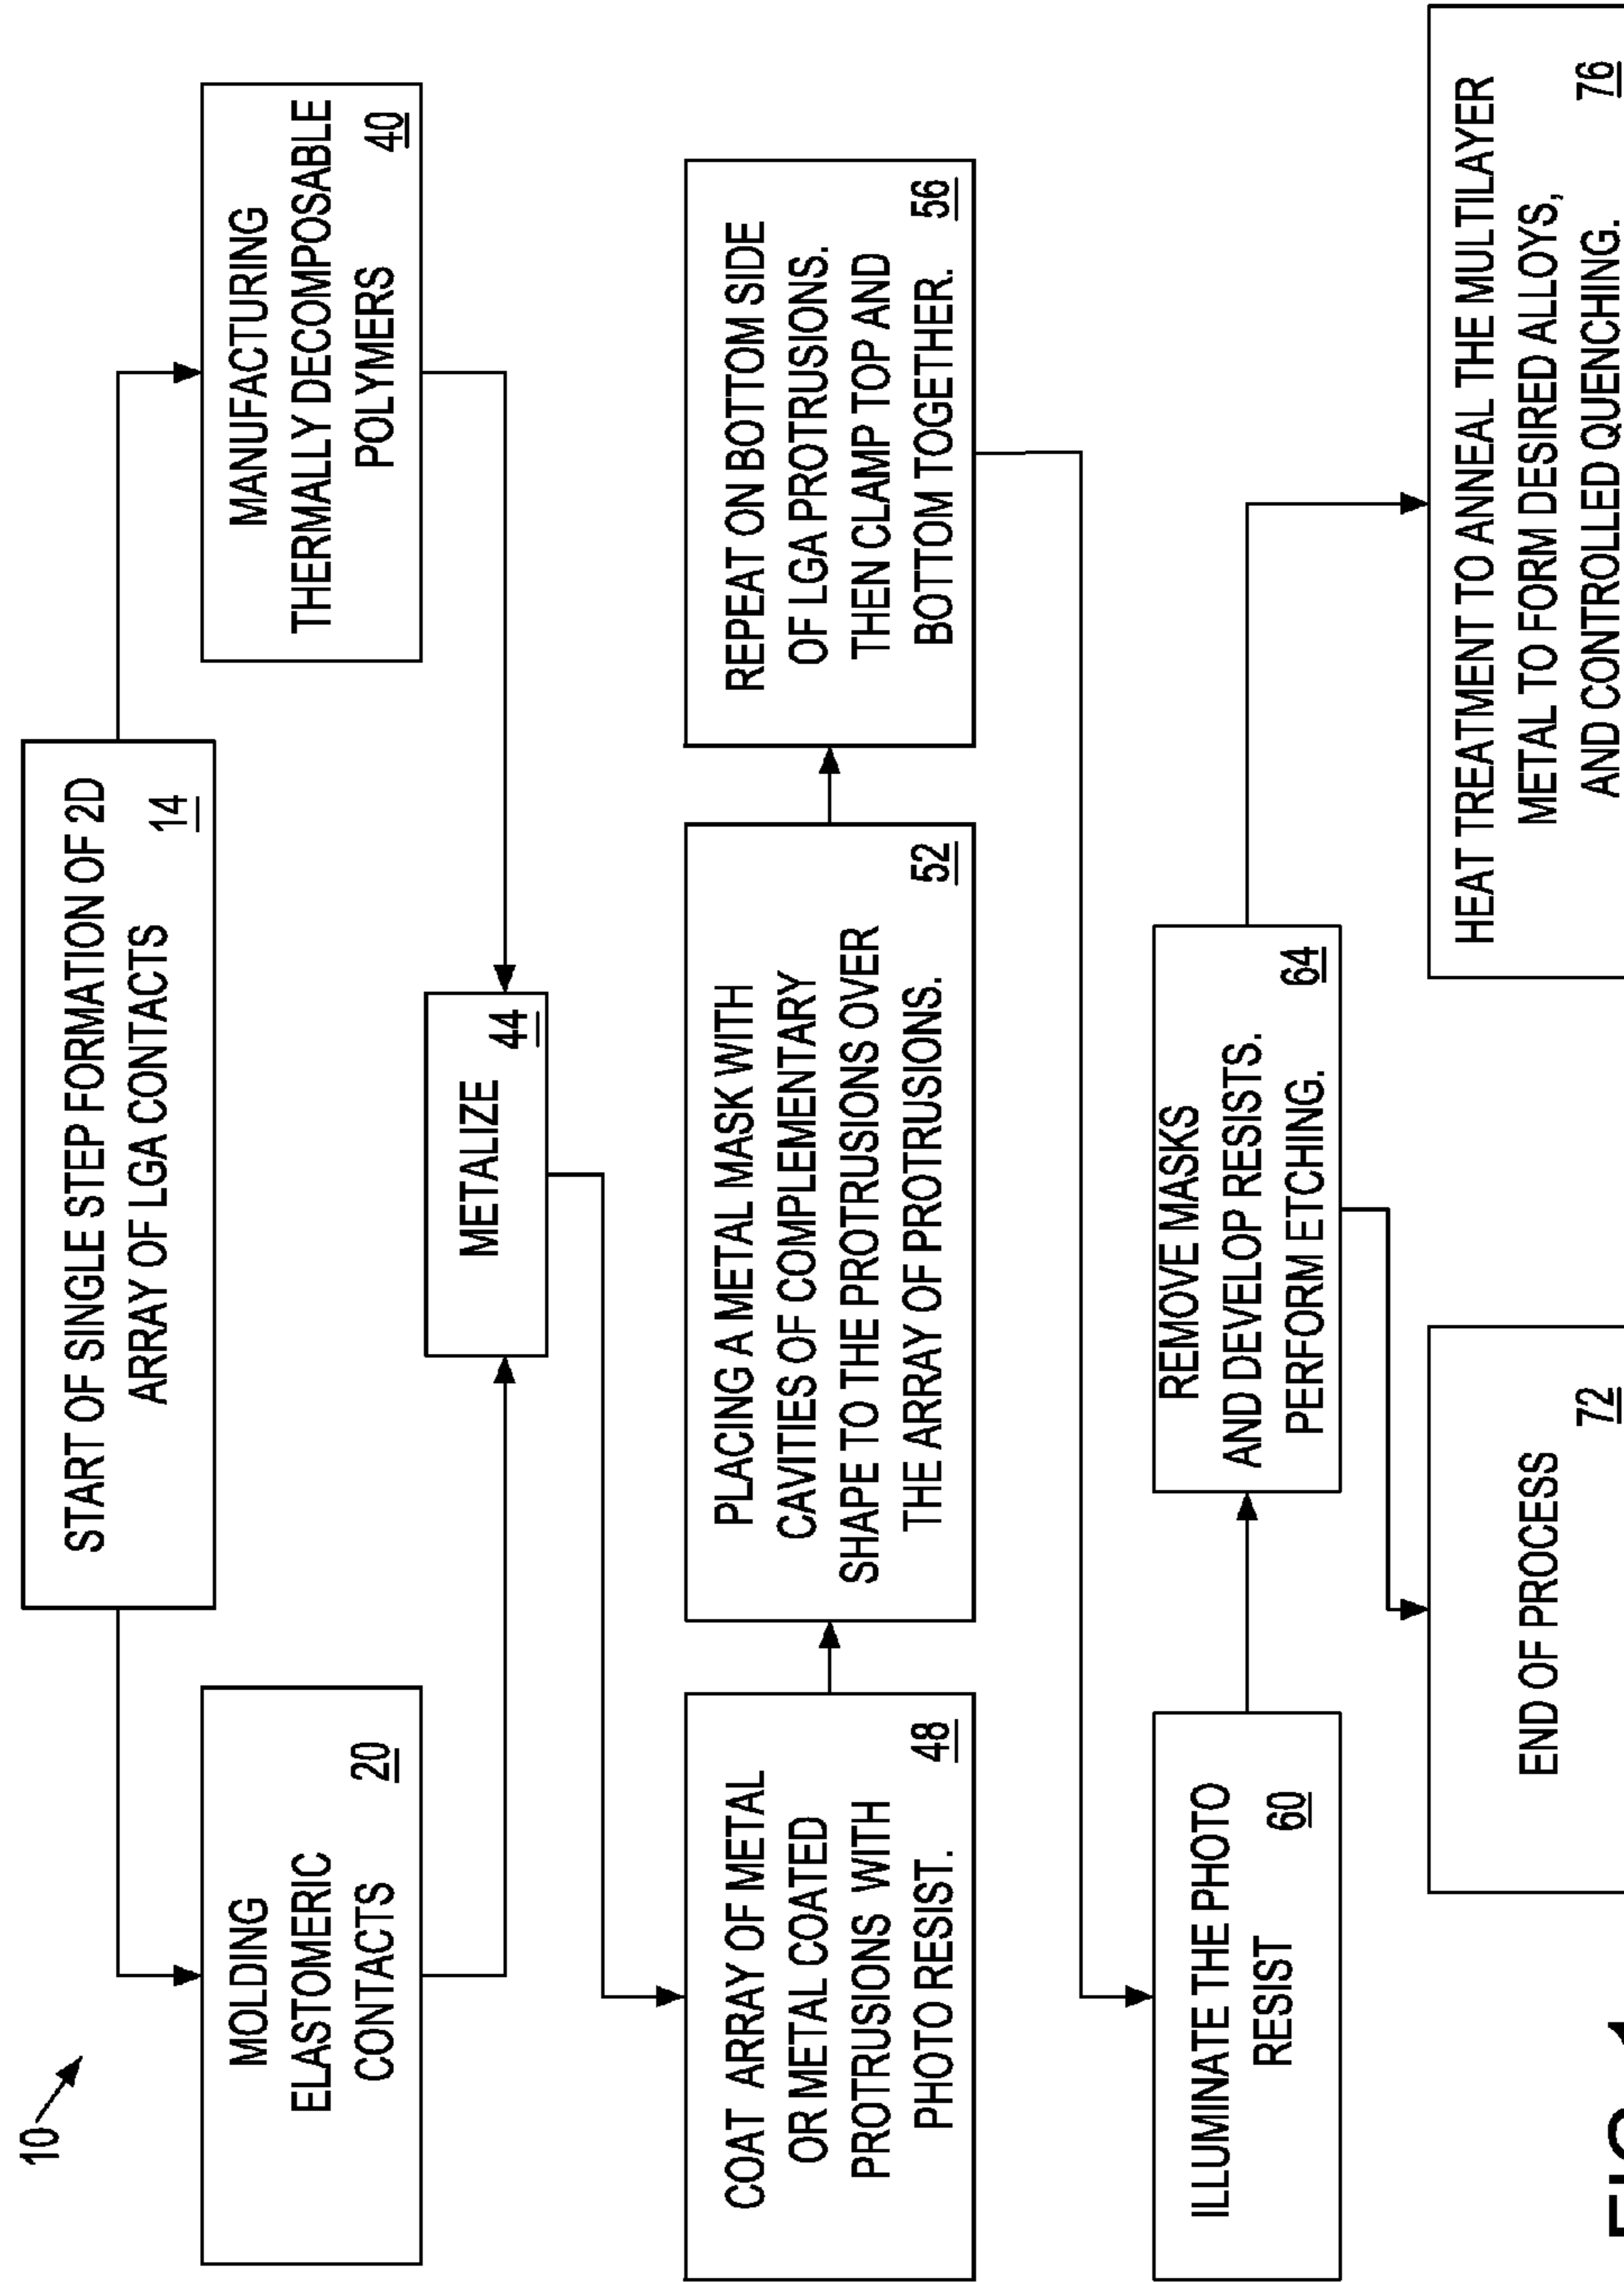 10
START OF SINGLE STEP FORMATION OF 2D
ARRAY OF LGA CONTACTS
14
MOLDING
ELASTOMERIC
CONTACTS
20
MANUFACTURING
THERMALLY DECOMPOSABLE
POLYMERS
40
METALIZE
44
COAT ARRAY OF METAL
OR METAL COATED
PROTRUSIONS WITH
PHOTO RESIST.
48
PLACING A METAL MASK WITH
CAVITIES OF COMPLEMENTARY
SHAPE TO THE PROTRUSIONS OVER
THE ARRAY OF PROTRUSIONS.
52
REPEAT ON BOTTOM SIDE
OF LGA PROTRUSIONS.
THEN CLAMP TOP AND
BOTTOM TOGETHER.
56
ILLUMINATE THE PHOTO
RESIST
60
REMOVE MASKS
AND DEVELOP RESISTS.
PERFORM ETCHING.
64
END OF PROCESS
72
HEAT TREATMENT TO ANNEAL THE MULTILAYER
METAL TO FORM DESIRED ALLOYS,
AND CONTROLLED QUENCHING.
76